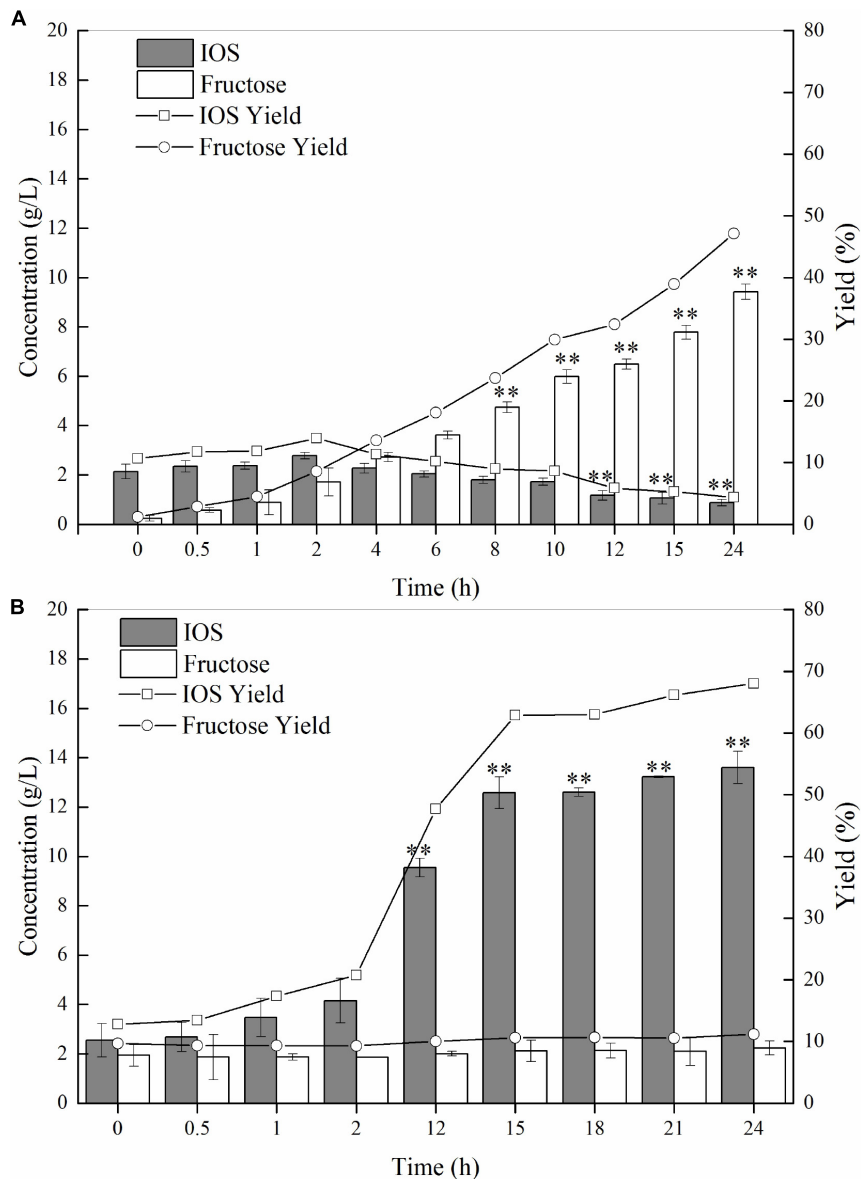 A
IOS
Fructose
IOS Yield
Fructose Yield
Concentration (g/L)
20
18
16
14
12
10
8
6
4
2
0
Yield (%)
80
70
60
50
40
30
20
10
0
**
**
**
**
**
**
**
**
0 0.5 1 2 4 6 8 10 12 15 24
Time (h)
B
IOS
Fructose
IOS Yield
Fructose Yield
Concentration (g/L)
20
18
16
14
12
10
8
6
4
2
0
Yield (%)
80
70
60
50
40
30
20
10
0
**
**
**
**
**
0 0.5 1 2 12 15 18 21 24
Time (h)